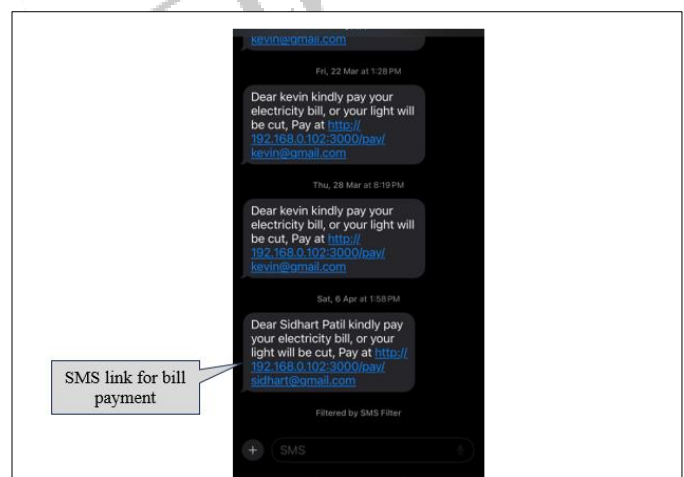 kevin@gmail.com
Fri, 22 Mar at 1:28 PM
Dear kevin kindly pay your
electricity bill, or your light will
be cut, Pay at http://
192.168.0.102:3000/pay/
kevin@gmail.com
Thu, 28 Mar at 8:19 PM
Dear kevin kindly pay your
electricity bill, or your light will
be cut, Pay at http://
192.168.0.102:3000/pay/
kevin@gmail.com
Sat, 6 Apr at 1:58 PM
Dear Sidhart Patil kindly pay
your electricity bill, or your
light will be cut, Pay at http://
192.168.0.102:3000/pay/
sidhart@gmail.com
SMS link for bill
payment
Filtered by SMS Filter
SMS